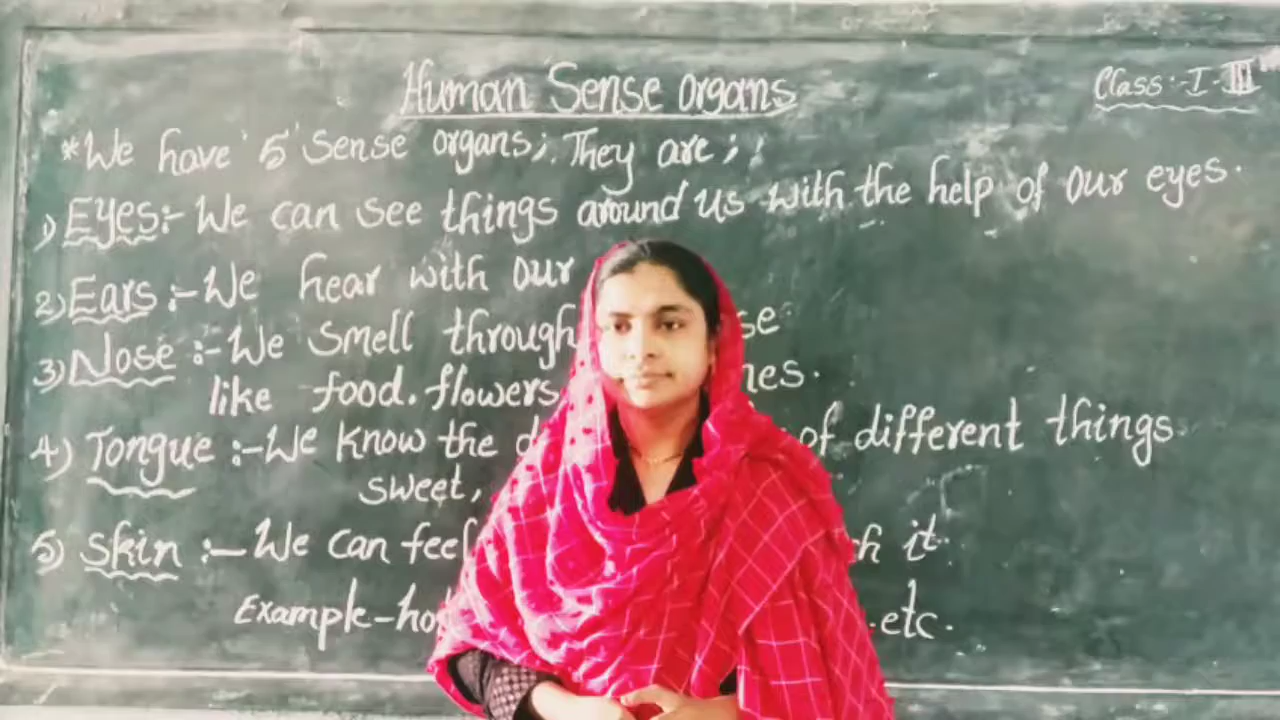 Human Sense organs
Class:-I-III
*We have '5' sense organs; They are;
1) Eyes:- We can see things around us with the help of our eyes.
2) Ears :- We hear with our
3) Nose :- We smell through
like food. flowers
4) Tongue :- We know the of different things.
sweet,
5) Skin :- We can feel it.
Example- etc.